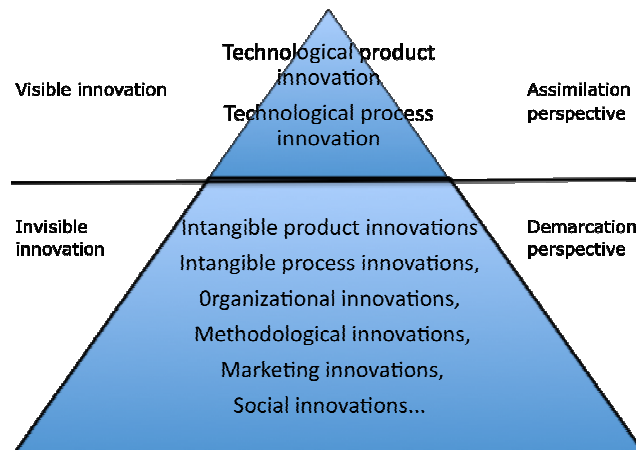 Technological product
innovation
Visible innovation
Assimilation
perspective
Technological process
innovation
Invisible
innovation
Intangible product innovations
Demarcation
perspective
Intangible process innovations,
0rganizational innovations,
Methodological innovations,
Marketing innovations,
Social innovations...